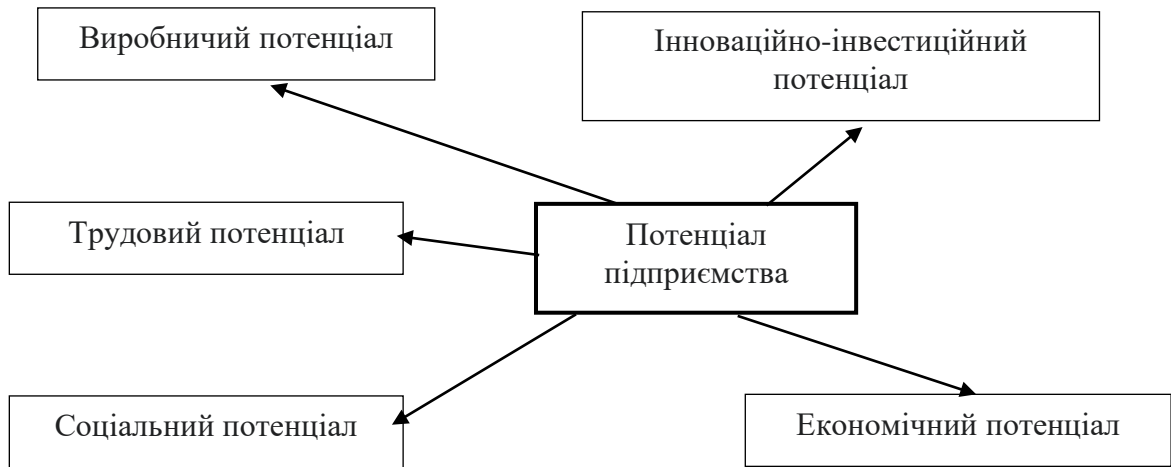 Виробничий потенціал
Інноваційно-інвестиційний
потенціал
Трудовий потенціал
Потенціал
підприємства
Соціальний потенціал
Економічний потенціал